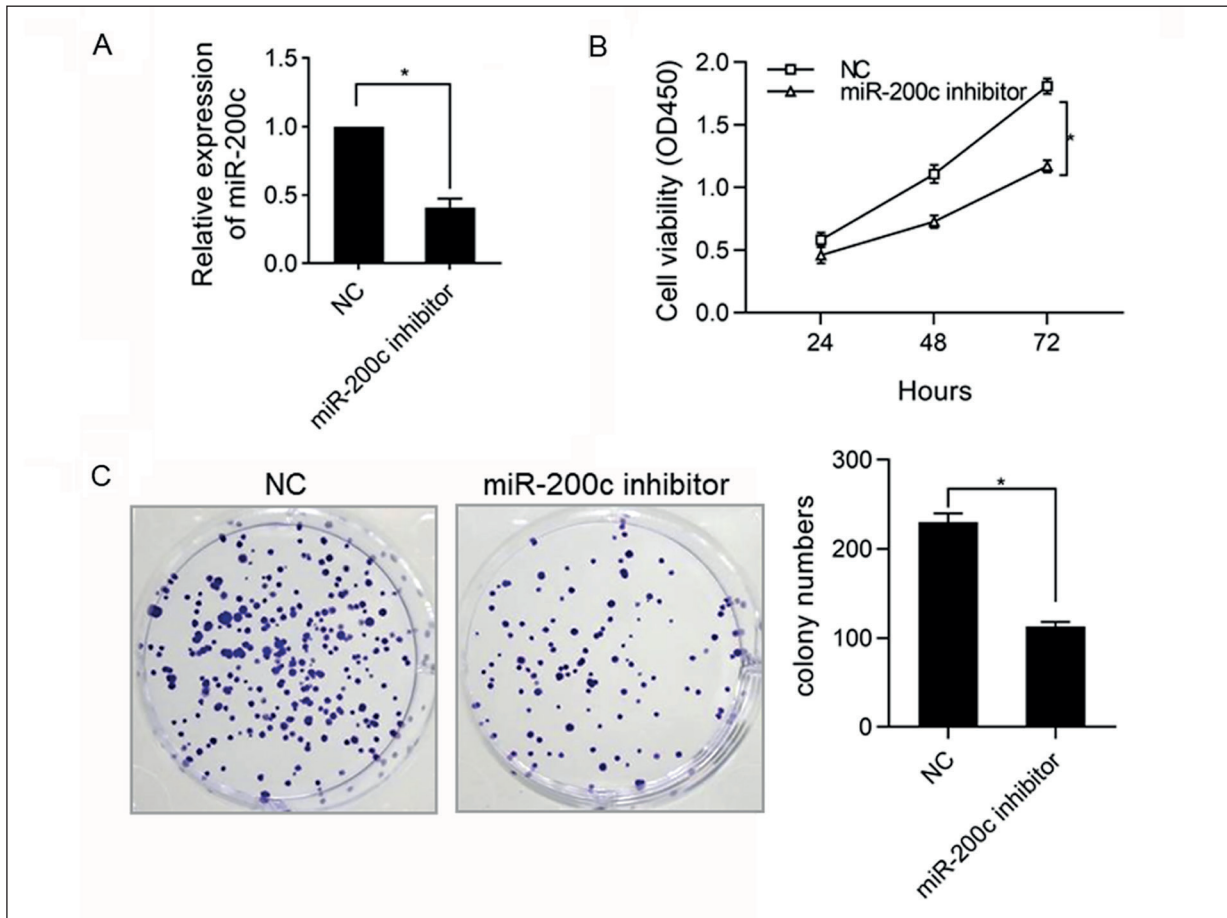 A
Relative expression
of miR-200c
1.5
1.0
0.5
0.0
*
NC
miR-200c inhibitor
B
Cell viability (OD450)
2.0
1.5
1.0
0.5
0.0
NC
miR-200c inhibitor
*
24 48 72
Hours
C
NC
miR-200c inhibitor
colony numbers
300
200
100
0
*
NC
miR-200c inhibitor